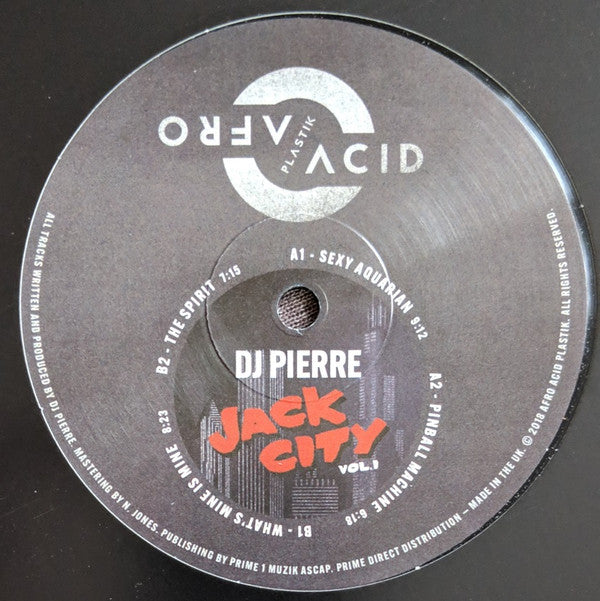 AFRO
PLASTIK
ACID
A1 - SEXY AQUARIAN 9:12
A2 - PINBALL MACHINE 6:18
B1 - WHAT'S MINE IS MINE 8:23
B2 - THE SPIRIT 7:15
DJ PIERRE
JACK
CITY
VOL.1
ALL TRACKS WRITTEN AND PRODUCED BY DJ PIERRE. MASTERING BY N. JONES. PUBLISHING BY PRIME 1 MUZIK ASCAP. PRIME DIRECT DISTRIBUTION – MADE IN THE UK. © 2018 AFRO ACID PLASTIK. ALL RIGHTS RESERVED.